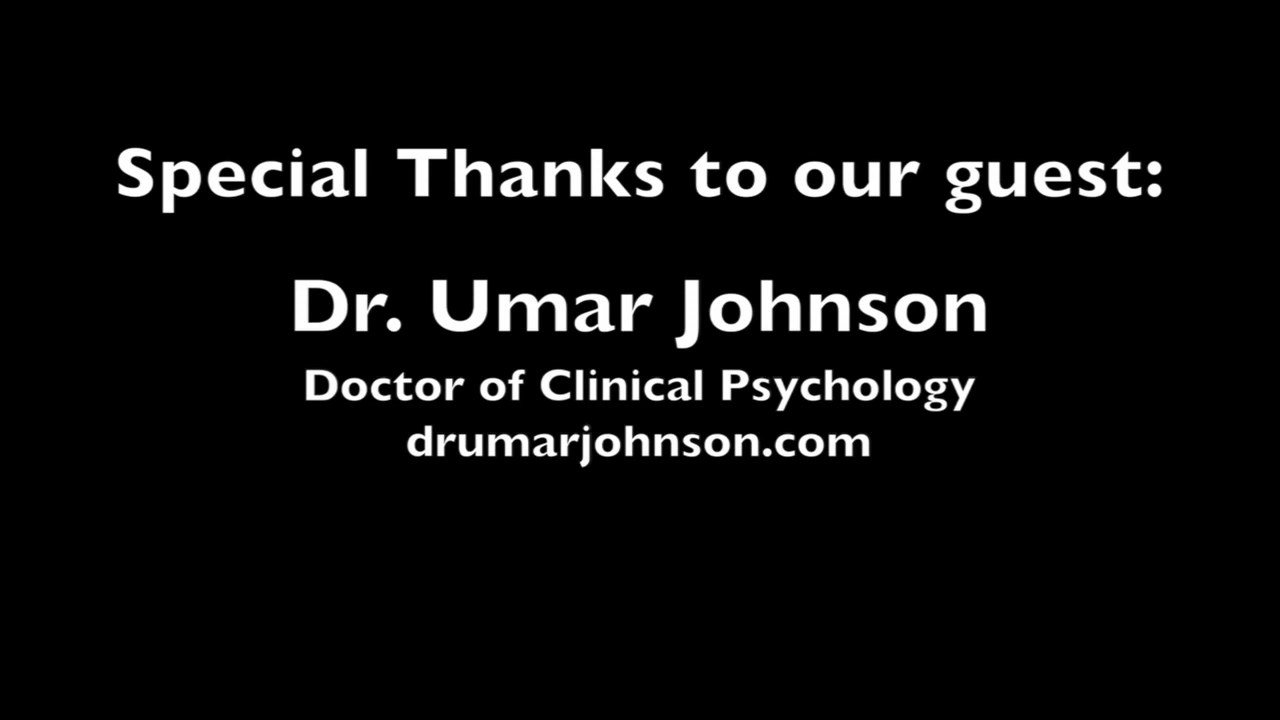 Special Thanks to our guest:
Dr. Umar Johnson
Doctor of Clinical Psychology
drumarjohnson.com